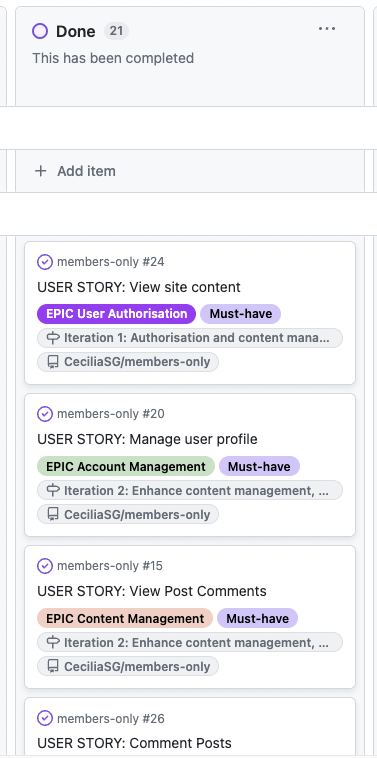 Done 21
This has been completed
Add item
members-only #24
USER STORY: View site content
EPIC User Authorisation Must-have
Iteration 1: Authorisation and content mana...
CeciliaSG/members-only
members-only #20
USER STORY: Manage user profile
EPIC Account Management Must-have
Iteration 2: Enhance content management, ...
CeciliaSG/members-only
members-only #15
USER STORY: View Post Comments
EPIC Content Management Must-have
Iteration 2: Enhance content management, ...
CeciliaSG/members-only
members-only #26
USER STORY: Comment Posts